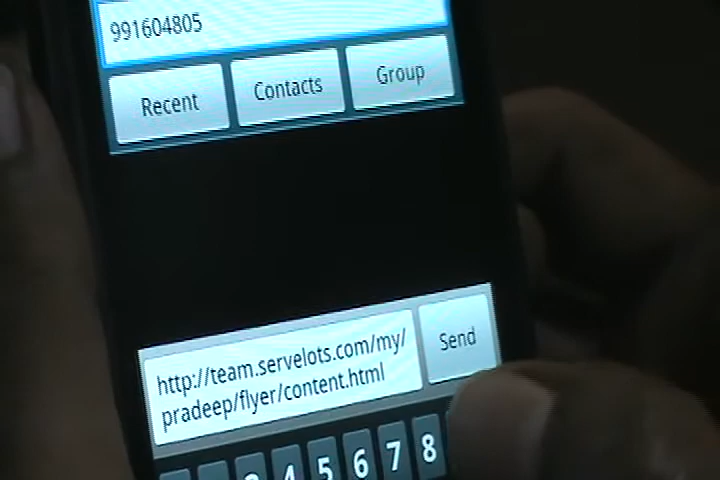 991604805
Recent Contacts Group
http://team.servelots.com/my/
pradeep/flyer/content.html
Send
3 4 5 6 7 8